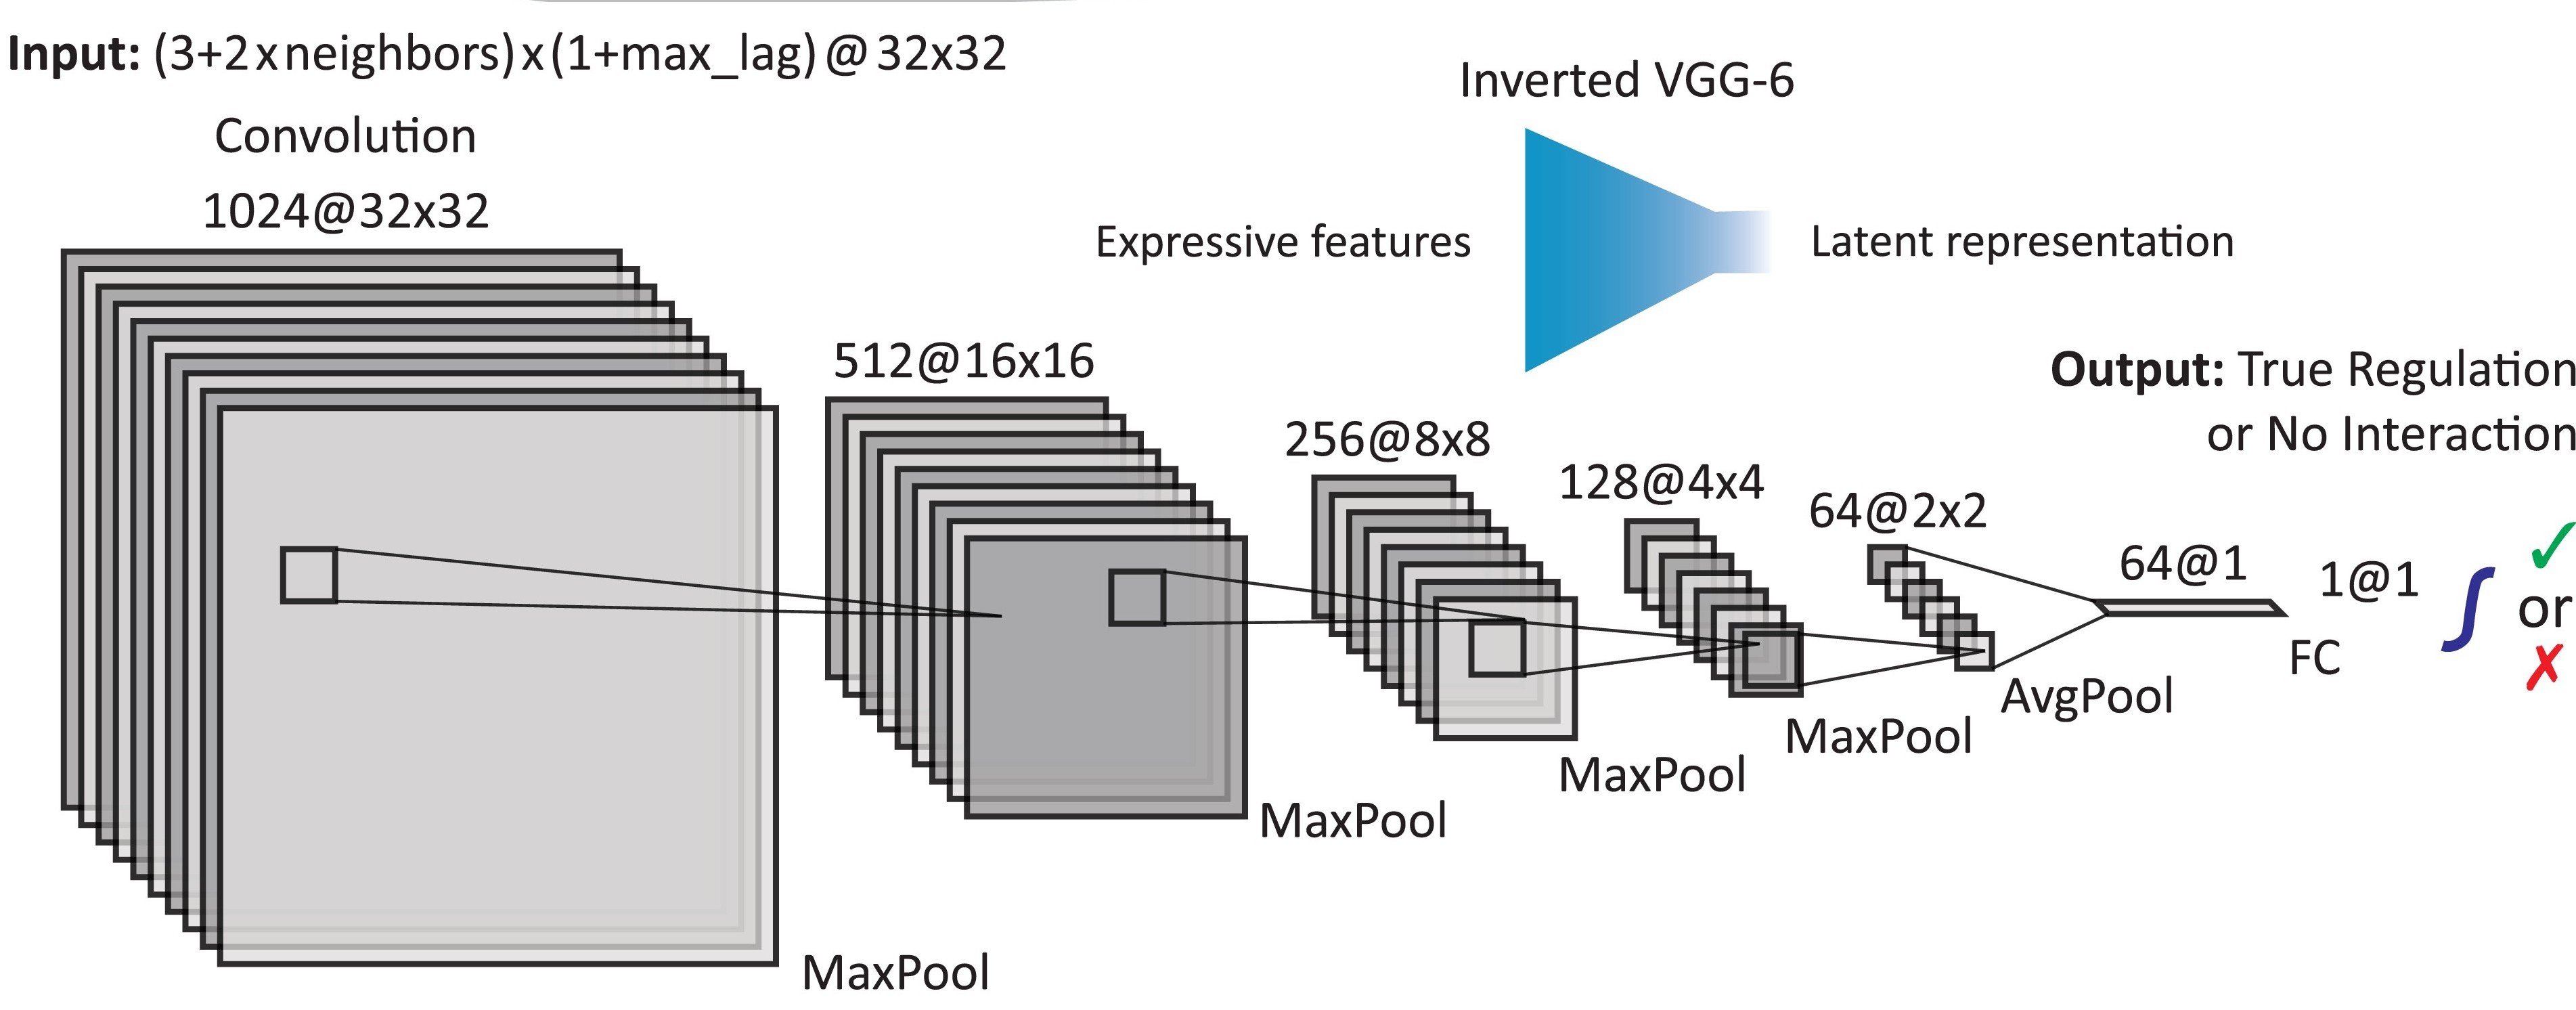 Input: (3+2xneighbors)x(1+max_lag)@32x32
Convolution
1024@32x32
Inverted VGG-6
Expressive features
Latent representation
512@16x16
256@8x8
128@4x4
64@2x2
64@1
1@1
Output: True Regulation
or No Interaction
✓
or
✗
FC
AvgPool
MaxPool
MaxPool
MaxPool
MaxPool